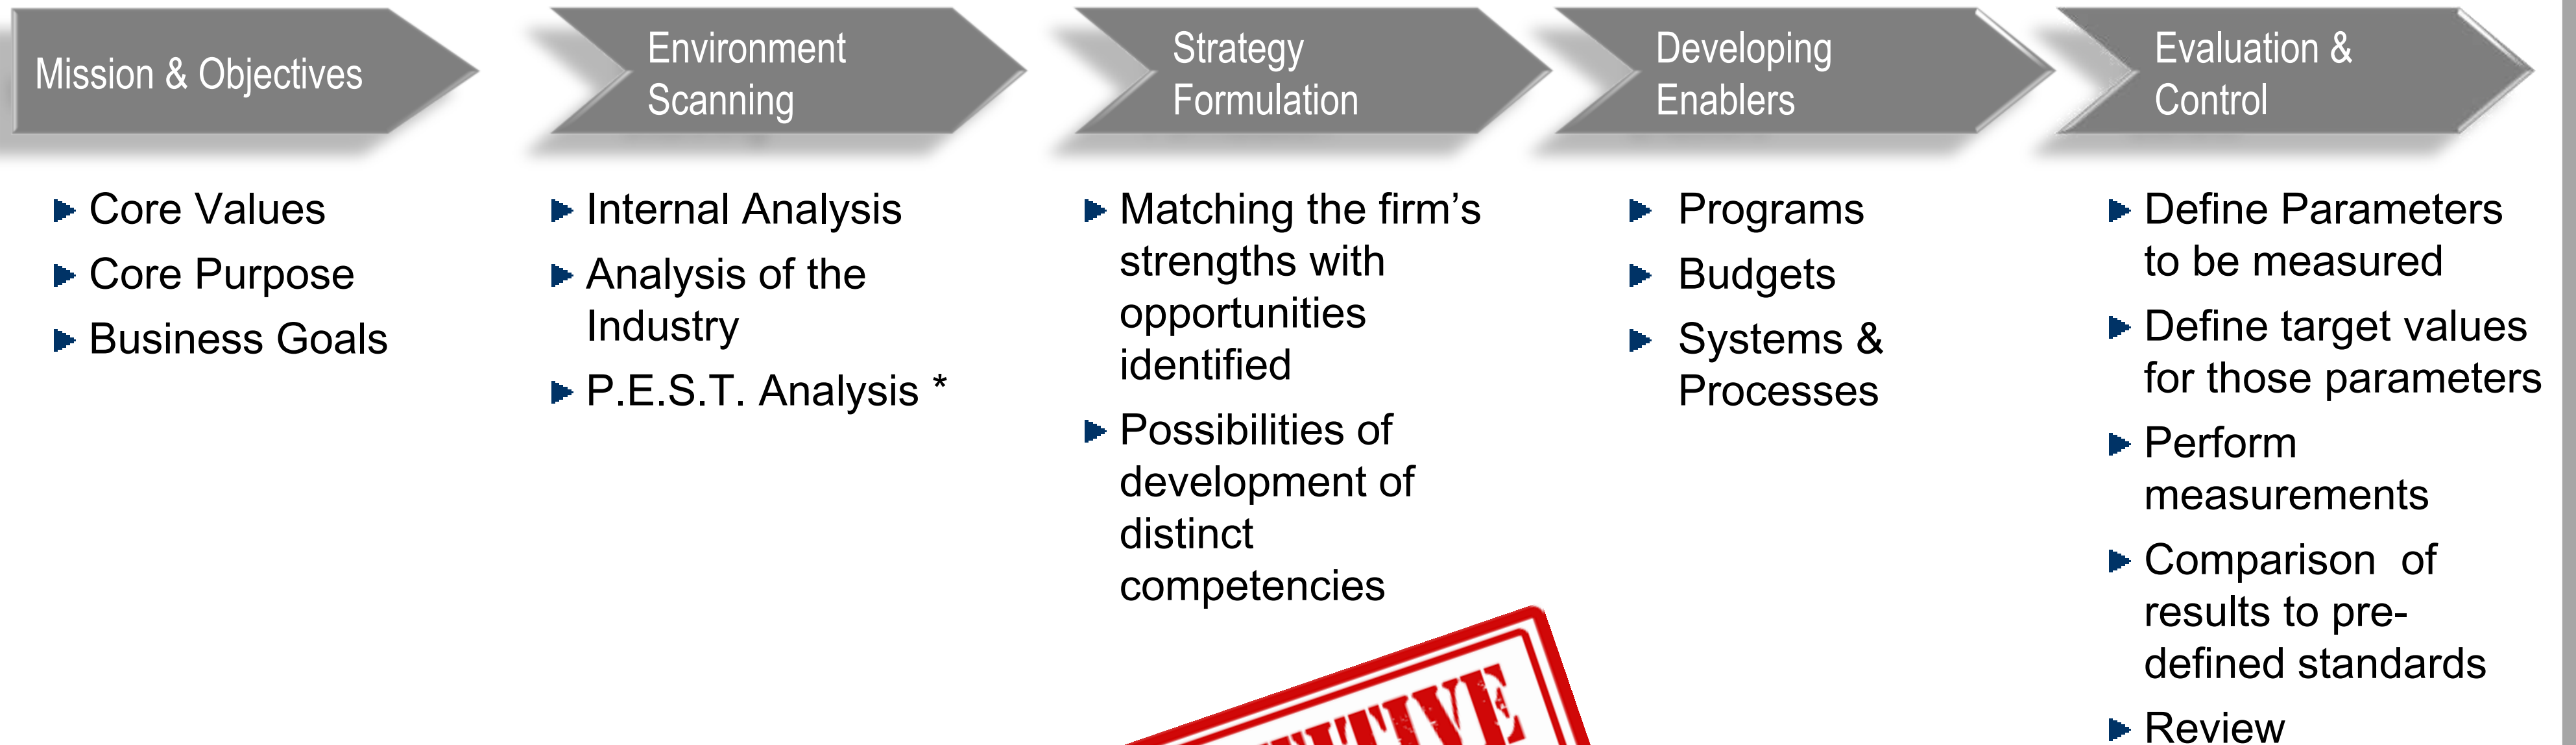 Mission & Objectives
Core Values
Core Purpose
Business Goals
Environment
Scanning
Internal Analysis
Analysis of the
Industry
P.E.S.T. Analysis *
Strategy
Formulation
Matching the firm’s
strengths with
opportunities
identified
Possibilities of
development of
distinct
competencies
Developing
Enablers
Programs
Budgets
Systems &
Processes
Evaluation &
Control
Define Parameters
to be measured
Define target values
for those parameters
Perform
measurements
Comparison  of
results to pre-
defined standards
Review